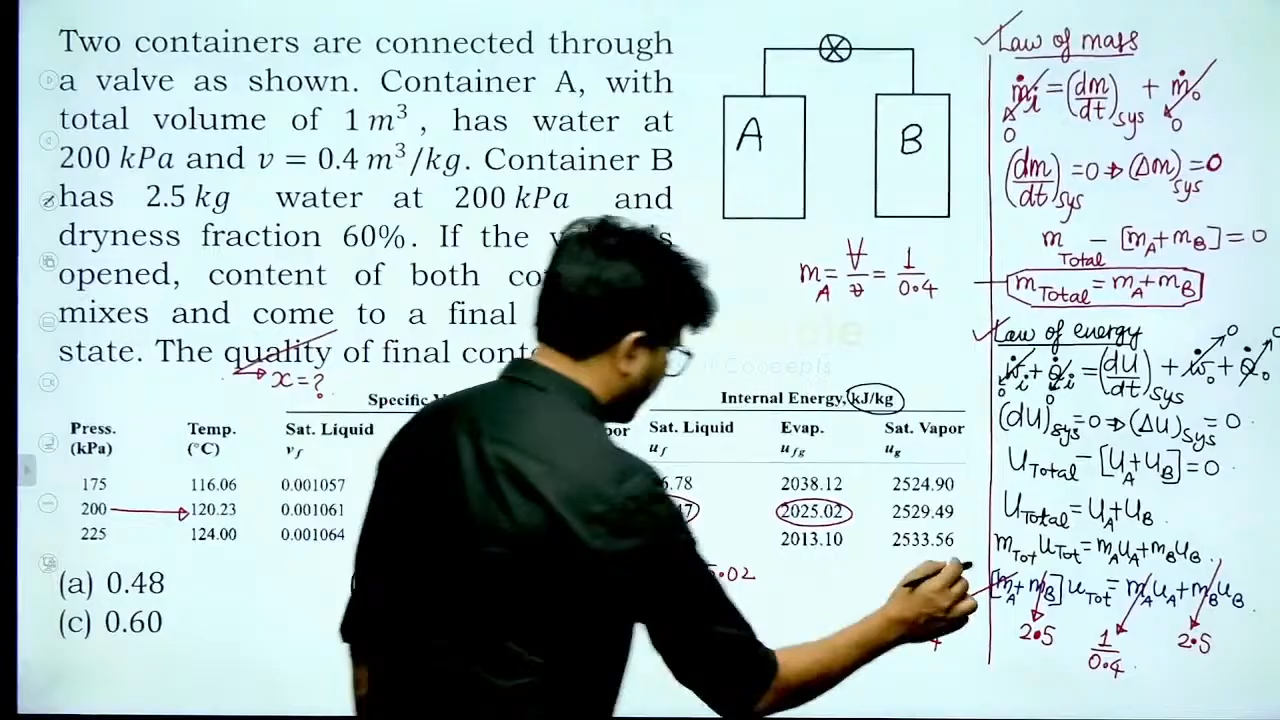 Two containers are connected through
a valve as shown. Container A, with
total volume of 1 m³ , has water at
200 kPa and v = 0.4 m³/kg. Container B
has 2.5 kg water at 200 kPa and
dryness fraction 60%. If the
opened, content of both
mixes and come to a final
state. The quality of final
x = ?
A
B
m_A = V/v = 1/0.4
Specific
Internal Energy, kJ/kg
Press. (kPa) Temp. (°C) Sat. Liquid v_f Sat. Liquid u_f Evap. u_fg Sat. Vapor u_g
175 116.06 0.001057 2038.12 2524.90
200 120.23 0.001061 2025.02 2529.49
225 124.00 0.001064 2013.10 2533.56
(a) 0.48
(c) 0.60
✓Law of mass
ṁ_i = (dm/dt)_sys + ṁ_o
0 0
(dm/dt)_sys = 0 ⇒ (Δm)_sys = 0
m_Total − [m_A + m_B] = 0
m_Total = m_A + m_B
✓Law of energy
ẇ_i + Q̇_i = (dU/dt)_sys + ẇ_o + Q̇_o
0 0 0 0
(dU)_sys = 0 ⇒ (ΔU)_sys = 0
U_Total − [U_A + U_B] = 0
U_Total = U_A + U_B
m_Tot u_Tot = m_A u_A + m_B u_B
[m_A + m_B] u_Tot = m_A u_A + m_B u_B
2.5 1/0.4 2.5